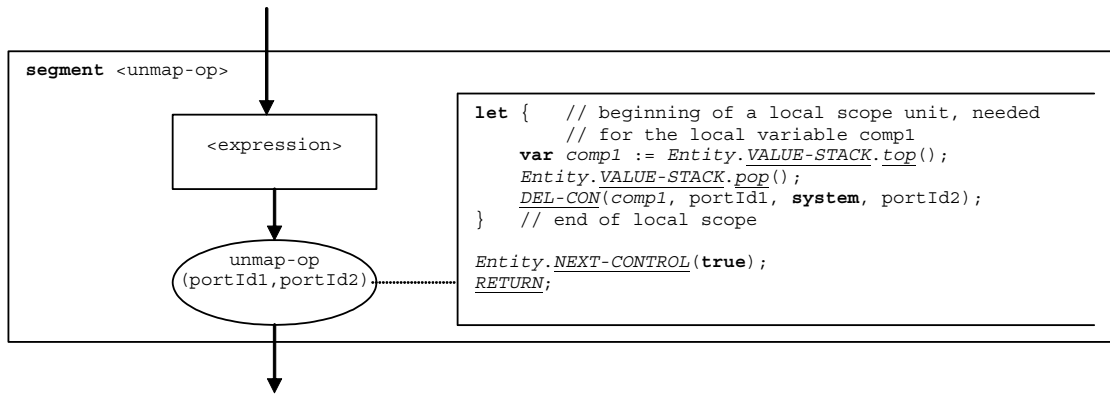 segment <unmap-op>
<expression>
unmap-op
(portId1,portId2)
let {   // beginning of a local scope unit, needed
// for the local variable comp1
var comp1 := Entity.VALUE-STACK.top();
Entity.VALUE-STACK.pop();
DEL-CON(comp1, portId1, system, portId2);
}   // end of local scope
Entity.NEXT-CONTROL(true);
RETURN;